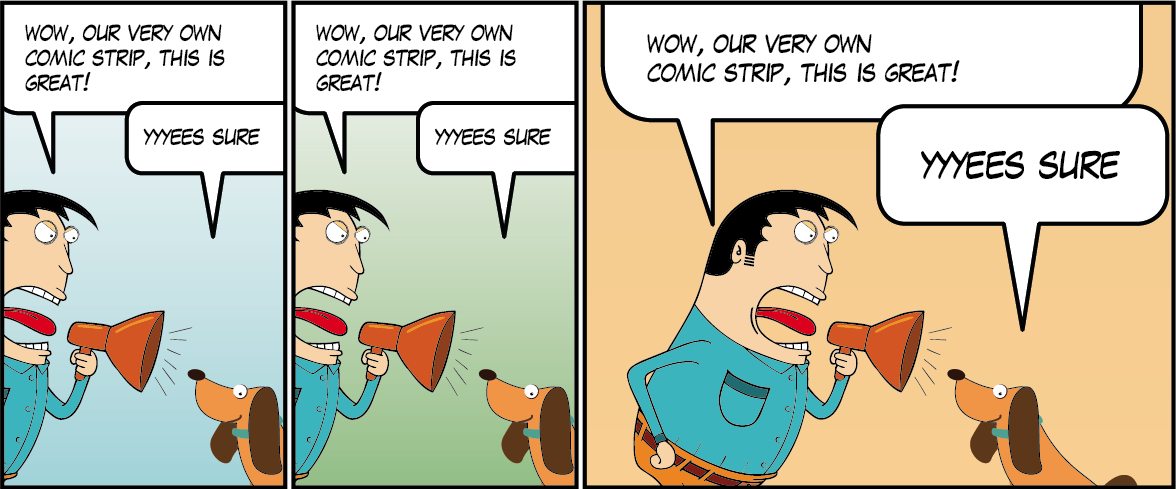 WOW, OUR VERY OWN
COMIC STRIP, THIS IS
GREAT!
YYYEES SURE
WOW, OUR VERY OWN
COMIC STRIP, THIS IS
GREAT!
YYYEES SURE
WOW, OUR VERY OWN
COMIC STRIP, THIS IS GREAT!
YYYEES SURE